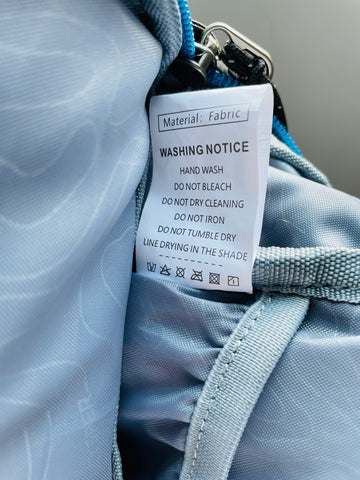 Material: Fabric
WASHING NOTICE
HAND WASH
DO NOT BLEACH
DO NOT DRY CLEANING
DO NOT IRON
DO NOT TUMBLE DRY
LINE DRYING IN THE SHADE